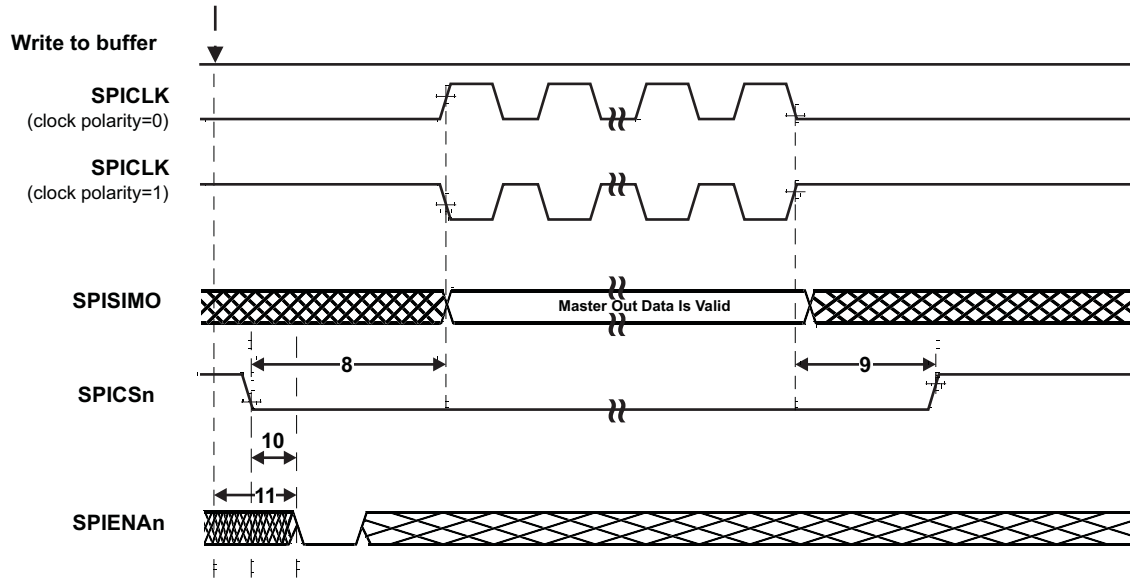 Write to buffer
SPICLK
(clock polarity=0)
SPICLK
(clock polarity=1)
SPISIMO
Master Out Data Is Valid
8
9
SPICSn
10
11
SPIENAn